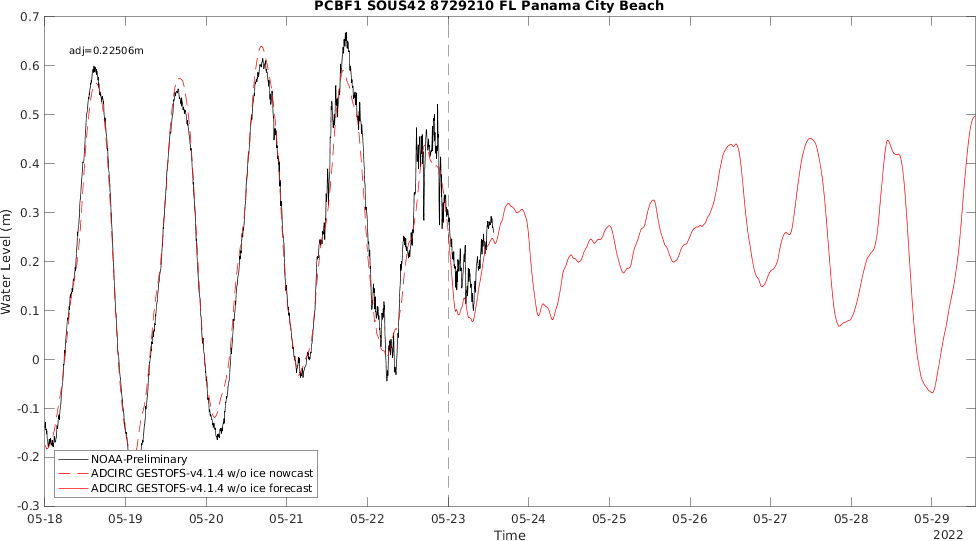 PCBF1 SOUS42 8729210 FL Panama City Beach
adj=0.22506m
Water Level (m)
0.7
0.6
0.5
0.4
0.3
0.2
0.1
0
-0.1
-0.2
-0.3
NOAA-Preliminary
ADCIRC GESTOFS-v4.1.4 w/o ice nowcast
ADCIRC GESTOFS-v4.1.4 w/o ice forecast
05-18 05-19 05-20 05-21 05-22 05-23 05-24 05-25 05-26 05-27 05-28 05-29
Time
2022